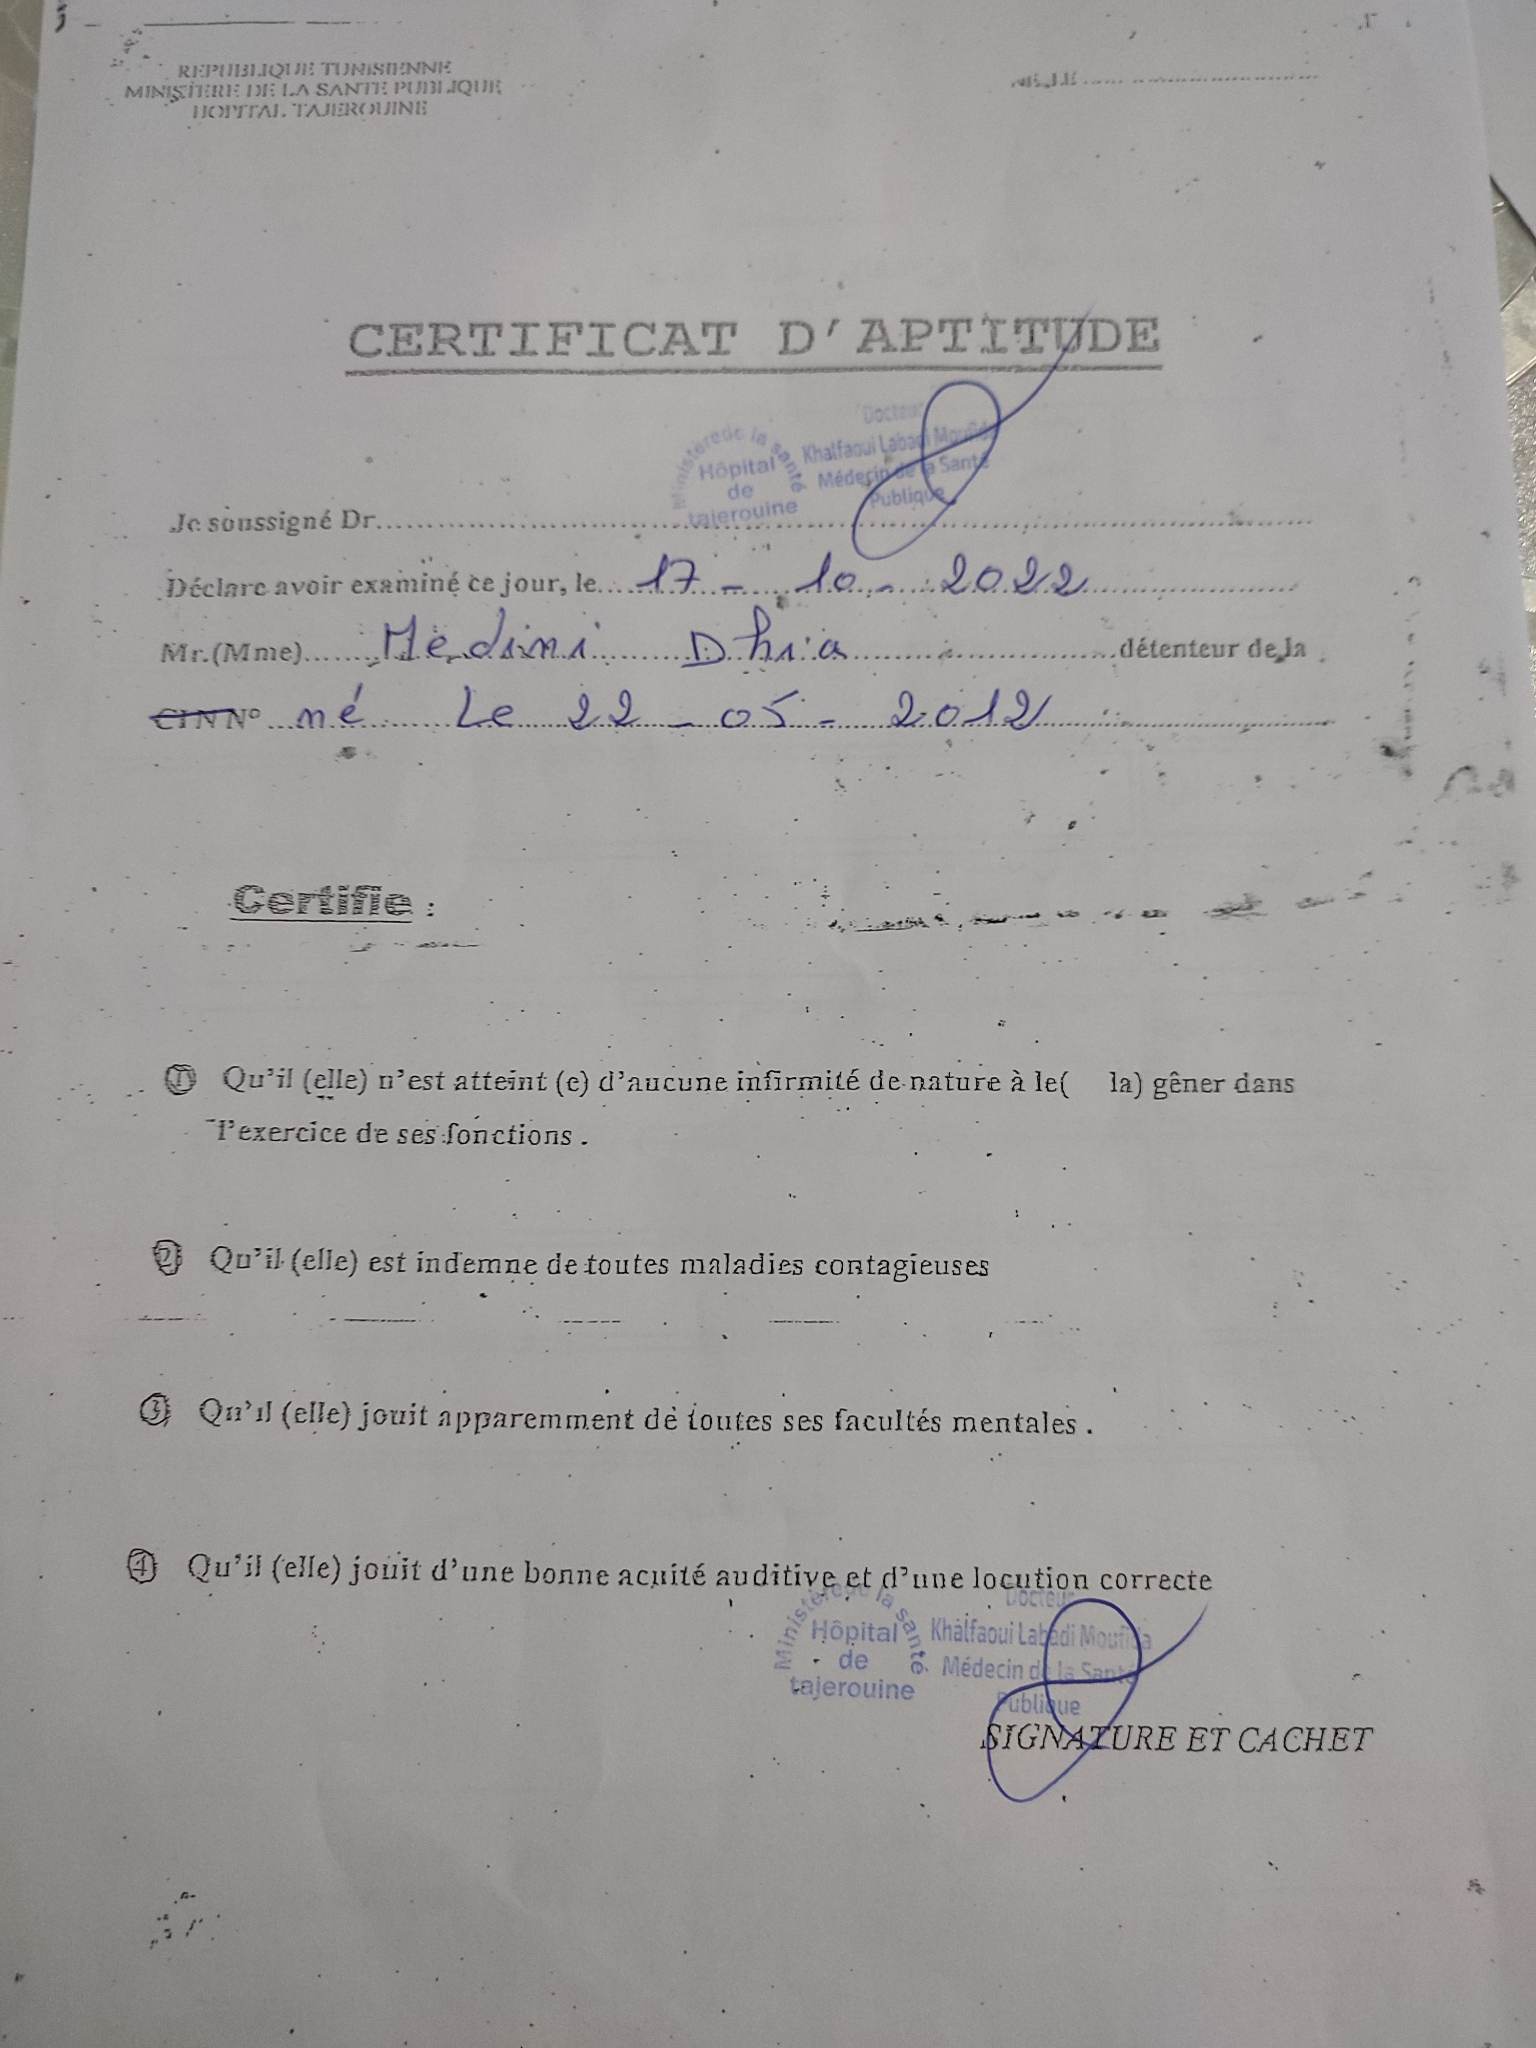 REPUBLIQUE TUNISIENNE
MINISTERE DE LA SANTE PUBLIQUE
HOPITAL TAJEROUINE
CERTIFICAT D'APTITUDE
Ministère de la santé
Hôpital
de
tajerouine
Docteur
Khalfaoui Labadi Moufida
Médecin de la Santé
Publique
Je soussigné Dr
Déclare avoir examiné ce jour, le 17 - 10 - 2022
Mr.(Mme) Medini Dhia détenteur de la
CIN N° né Le 22 - 05 - 2012
Certifie :
① Qu'il (elle) n'est atteint (e) d'aucune infirmité de nature à le( la) gêner dans
l'exercice de ses fonctions .
② Qu'il (elle) est indemne de toutes maladies contagieuses
③ Qu'il (elle) jouit apparemment de toutes ses facultés mentales .
④ Qu'il (elle) jouit d'une bonne acuité auditive et d'une locution correcte
Ministère de la santé
Hôpital
de
tajerouine
Docteur
Khalfaoui Labadi Moufida
Médecin de la Santé
Publique
SIGNATURE ET CACHET